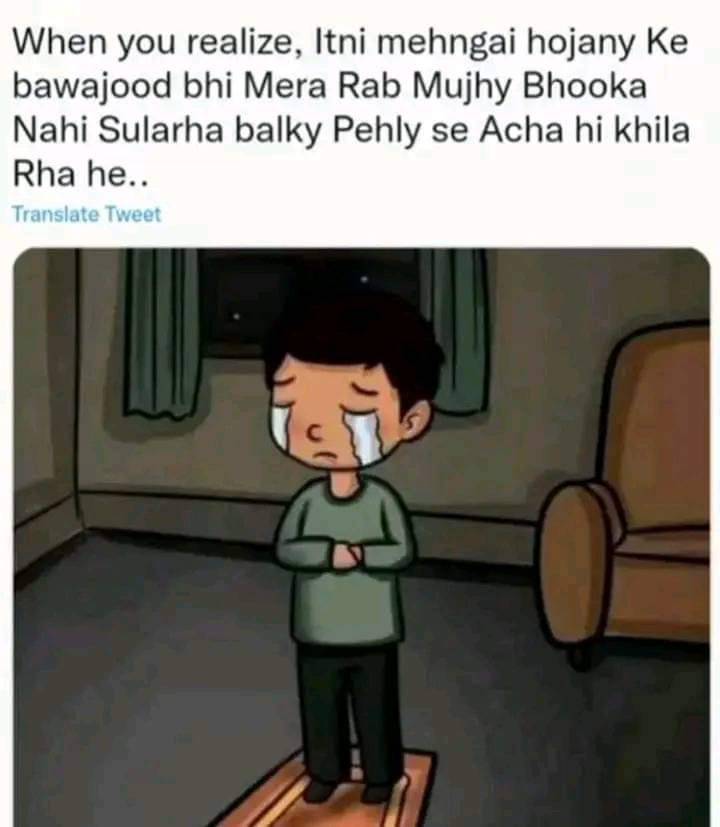 When you realize, Itni mehngai hojany Ke
bawajood bhi Mera Rab Mujhy Bhooka
Nahi Sularha balky Pehly se Acha hi khila
Rha he..
Translate Tweet